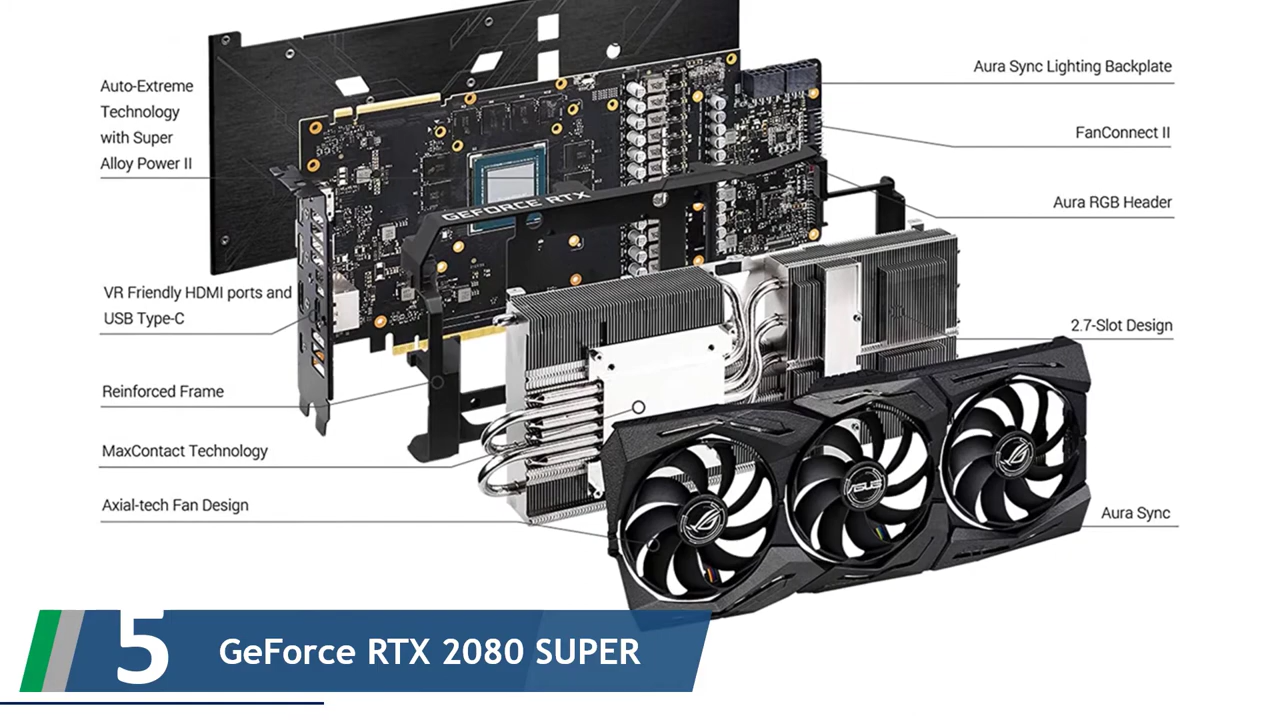 Auto-Extreme
Technology
with Super
Alloy Power II
VR Friendly HDMI ports and
USB Type-C
Reinforced Frame
MaxContact Technology
Axial-tech Fan Design
Aura Sync Lighting Backplate
FanConnect II
Aura RGB Header
2.7-Slot Design
Aura Sync
GEFORCE RTX
ASUS
5
GeForce RTX 2080 SUPER